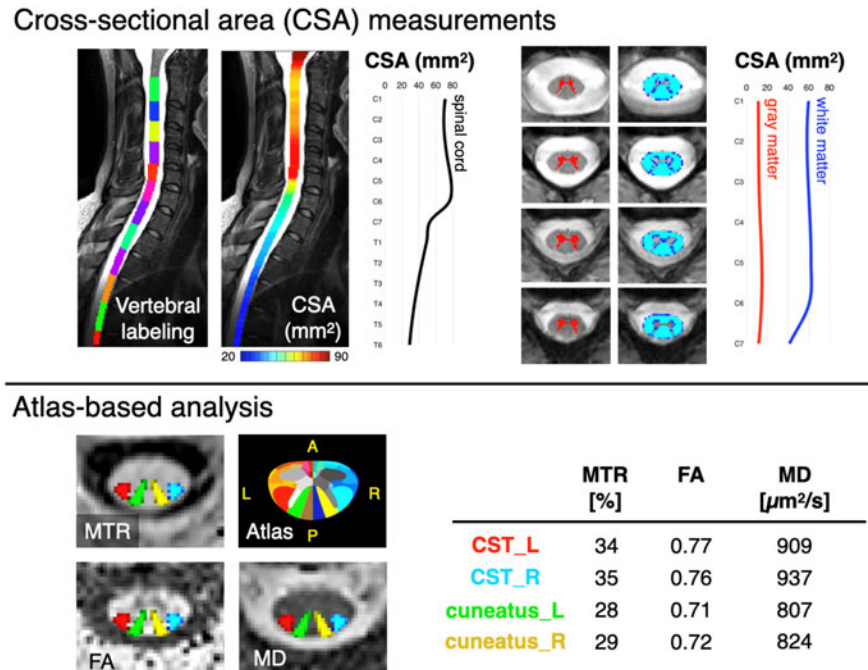 Cross-sectional area (CSA) measurements
Vertebral
labeling
CSA
(mm²)
20
90
CSA (mm²)
0 20 40 60 80
C1
C2
C3
C4
C5
C6
C7
T1
T2
T3
T4
T5
T6
spinal cord
CSA (mm²)
0 20 40 60 80
C1
C2
C3
C4
C5
C6
C7
gray matter
white matter
Atlas-based analysis
MTR
A
L
R
P
Atlas
FA
MD
MTR FA MD
[%] [µm²/s]
CST_L 34 0.77 909
CST_R 35 0.76 937
cuneatus_L 28 0.71 807
cuneatus_R 29 0.72 824